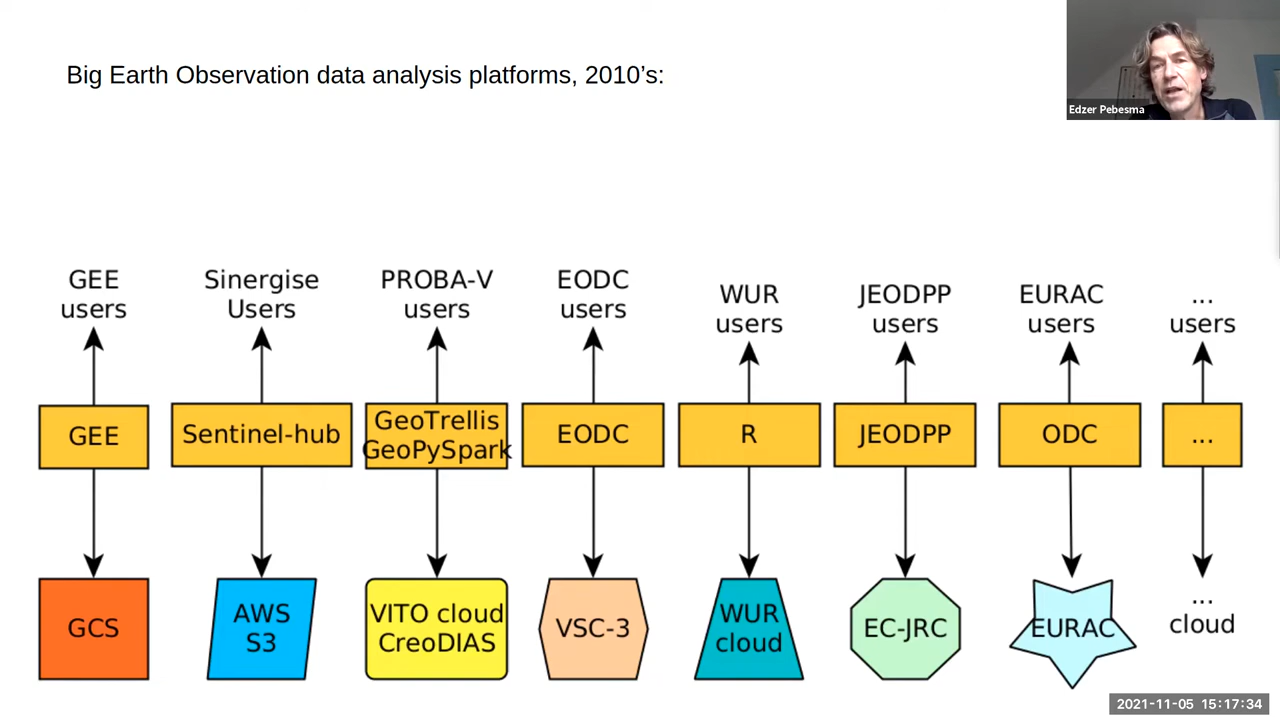 Big Earth Observation data analysis platforms, 2010’s:
Edzer Pebesma
GEE
users
Sinergise
Users
PROBA-V
users
EODC
users
WUR
users
JEODPP
users
EURAC
users
...
users
GEE
Sentinel-hub
GeoTrellis
GeoPySpark
EODC
R
JEODPP
ODC
...
GCS
AWS
S3
VITO cloud
CreoDIAS
VSC-3
WUR
cloud
EC-JRC
EURAC
...
cloud
2021-11-05 15:17:34